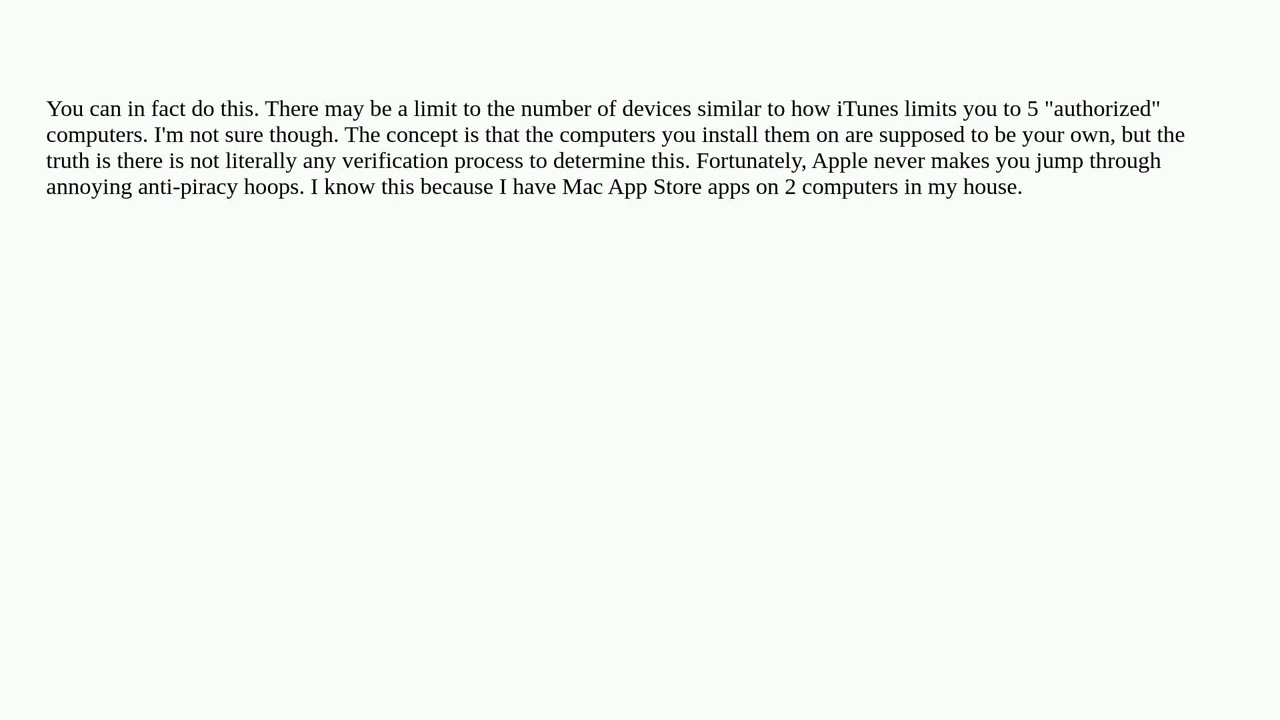 You can in fact do this. There may be a limit to the number of devices similar to how iTunes limits you to 5 "authorized"
computers. I'm not sure though. The concept is that the computers you install them on are supposed to be your own, but the
truth is there is not literally any verification process to determine this. Fortunately, Apple never makes you jump through
annoying anti-piracy hoops. I know this because I have Mac App Store apps on 2 computers in my house.